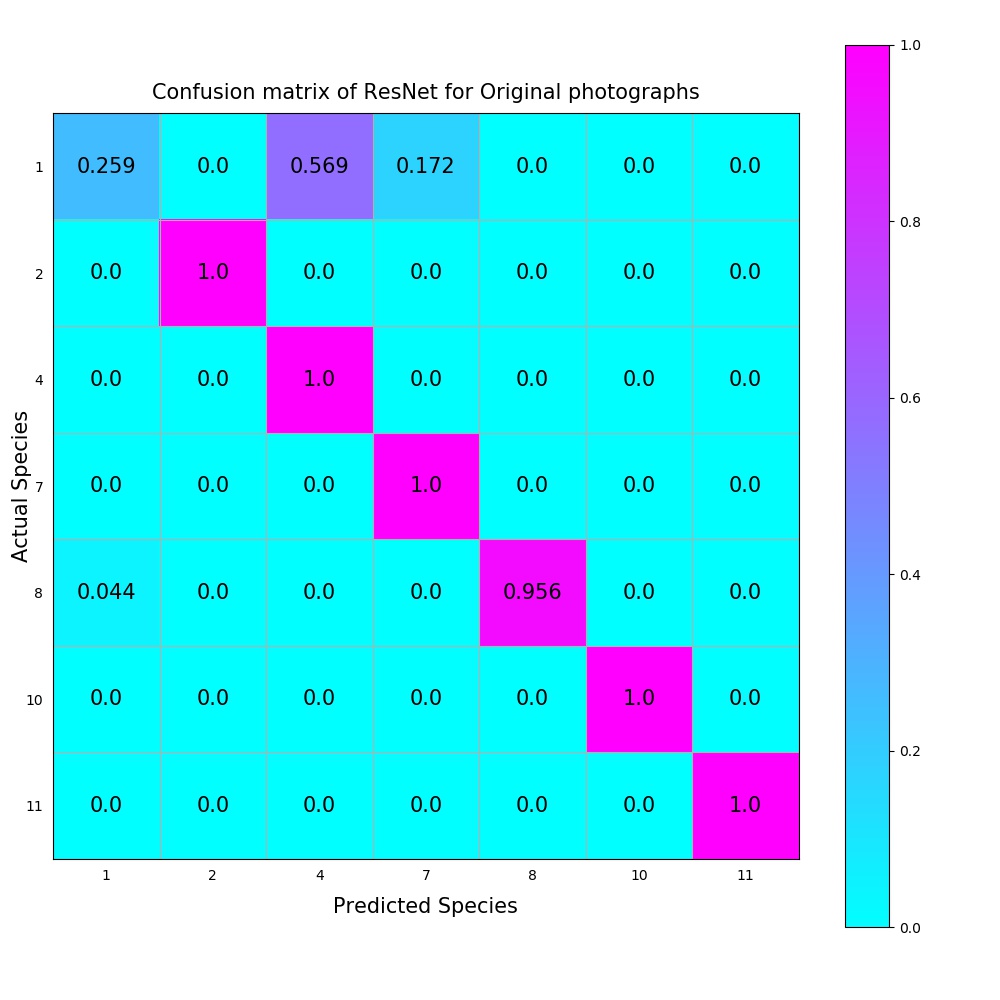 Confusion matrix of ResNet for Original photographs
1.0
0.8
0.6
0.4
0.2
0.0
Actual Species
1 0.259 0.0 0.569 0.172 0.0 0.0 0.0
2 0.0 1.0 0.0 0.0 0.0 0.0 0.0
4 0.0 0.0 1.0 0.0 0.0 0.0 0.0
7 0.0 0.0 0.0 1.0 0.0 0.0 0.0
8 0.044 0.0 0.0 0.0 0.956 0.0 0.0
10 0.0 0.0 0.0 0.0 0.0 1.0 0.0
11 0.0 0.0 0.0 0.0 0.0 0.0 1.0
1 2 4 7 8 10 11
Predicted Species